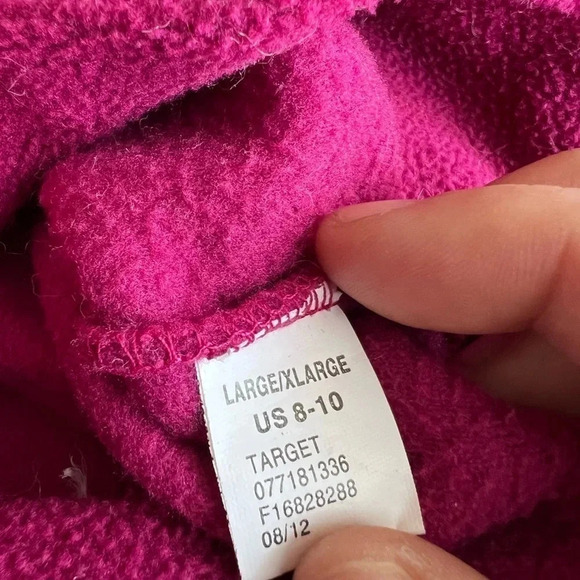 LARGE/XLARGE
US 8-10
TARGET
077181336
F16828288
08/12